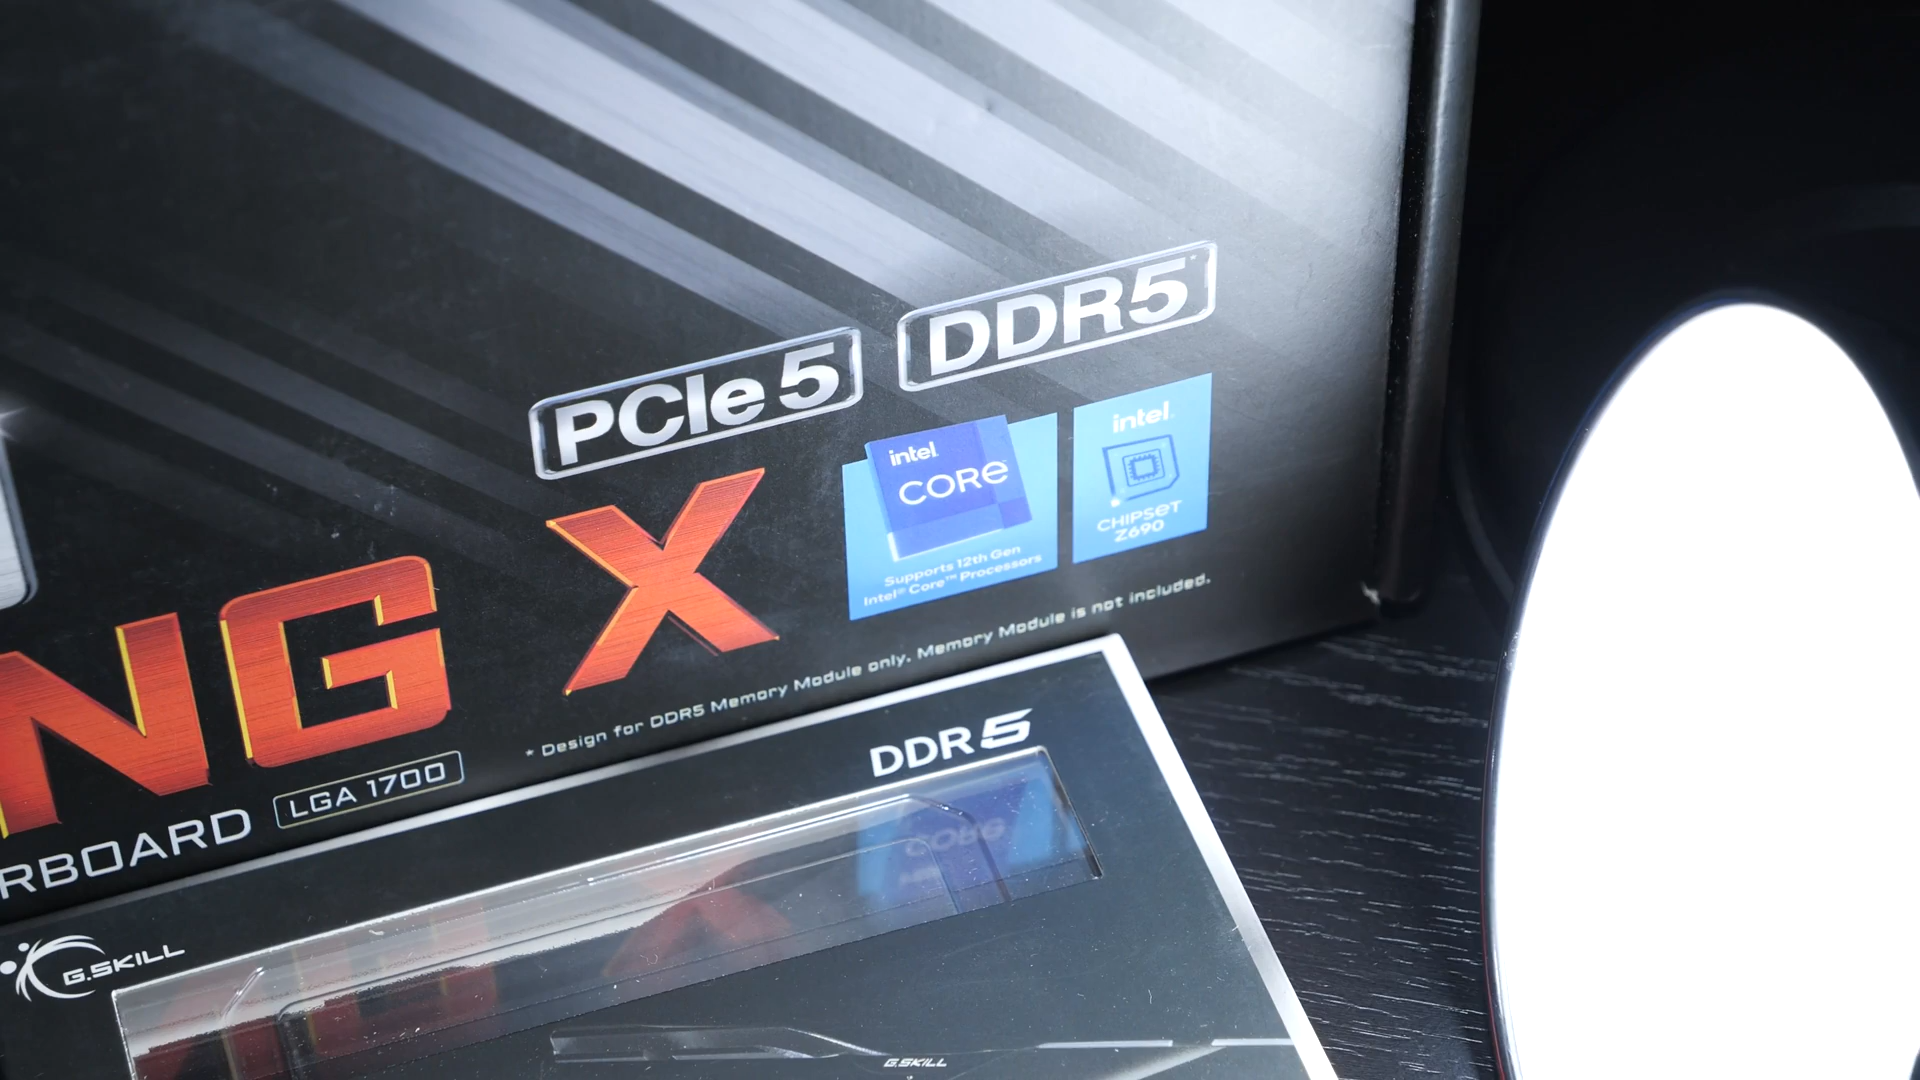 PCIe 5
DDR5
intel
CORe
Supports 12th Gen
Intel® Core™ Processors
intel
CHIPSeT
Z690
NG X
* Design for DDR5 Memory Module only. Memory Module is not included.
RBOARD
LGA 1700
DDR5
G.SKILL
G.SKILL